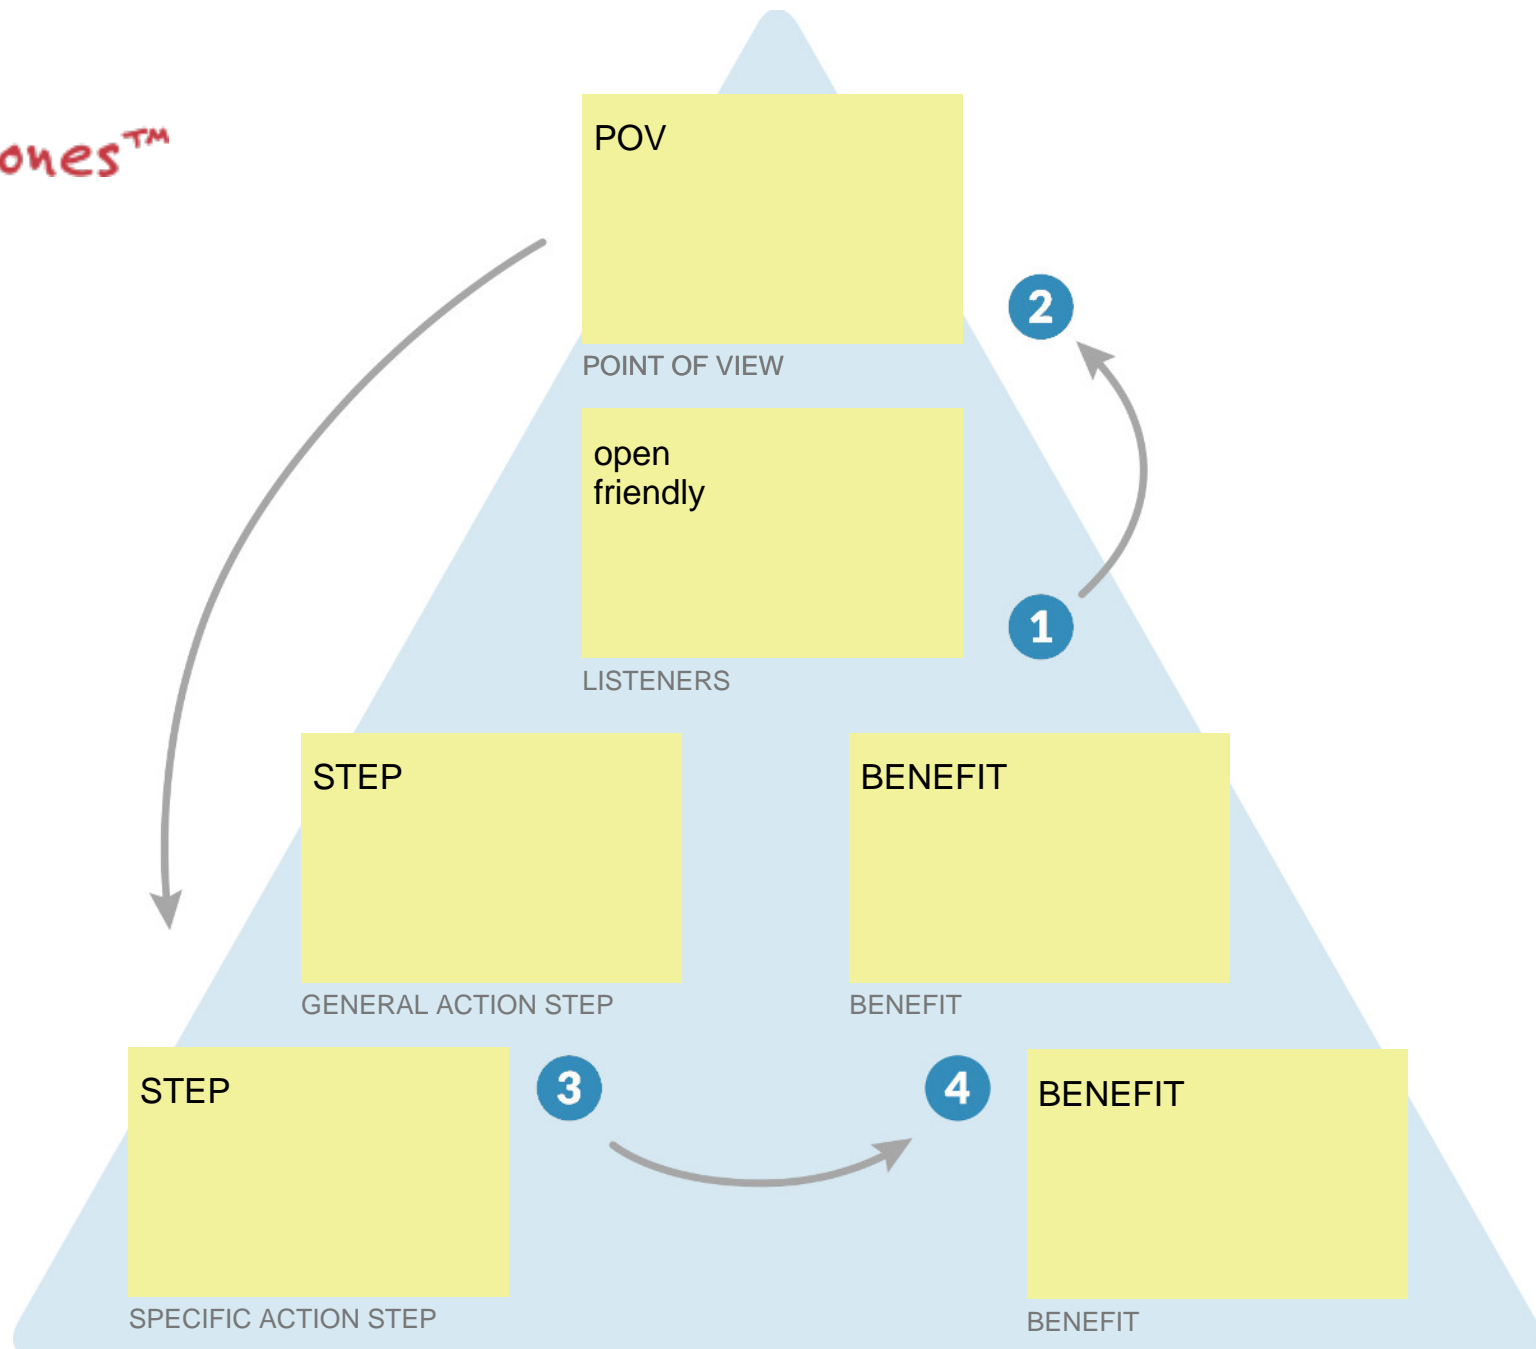 ones™
POV
2
POINT OF VIEW
open
friendly
1
LISTENERS
STEP
BENEFIT
GENERAL ACTION STEP
BENEFIT
STEP
3
4
BENEFIT
SPECIFIC ACTION STEP
BENEFIT